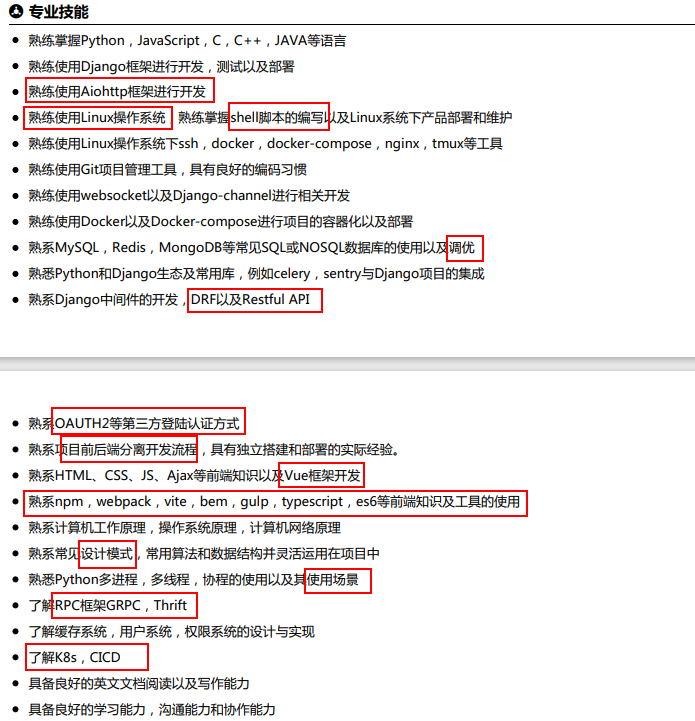 专业技能
熟练掌握Python，JavaScript，C，C++，JAVA等语言
熟练使用Django框架进行开发，测试以及部署
熟练使用Aiohttp框架进行开发
熟练使用Linux操作系统，熟练掌握shell脚本的编写以及Linux系统下产品部署和维护
熟练使用Linux操作系统下ssh，docker，docker-compose，nginx，tmux等工具
熟练使用Git项目管理工具，具有良好的编码习惯
熟练使用websocket以及Django-channel进行相关开发
熟练使用Docker以及Docker-compose进行项目的容器化以及部署
熟系MySQL，Redis，MongoDB等常见SQL或NOSQL数据库的使用以及调优
熟悉Python和Django生态及常用库，例如celery，sentry与Django项目的集成
熟系Django中间件的开发，DRF以及Restful API
熟系OAUTH2等第三方登陆认证方式
熟系项目前后端分离开发流程，具有独立搭建和部署的实际经验。
熟系HTML、CSS、JS、Ajax等前端知识以及Vue框架开发
熟系npm，webpack，vite，bem，gulp，typescript，es6等前端知识及工具的使用
熟系计算机工作原理，操作系统原理，计算机网络原理
熟系常见设计模式，常用算法和数据结构并灵活运用在项目中
熟悉Python多进程，多线程，协程的使用以及其使用场景
了解RPC框架GRPC，Thrift
了解缓存系统，用户系统，权限系统的设计与实现
了解K8s，CICD
具备良好的英文文档阅读以及写作能力
具备良好的学习能力，沟通能力和协作能力